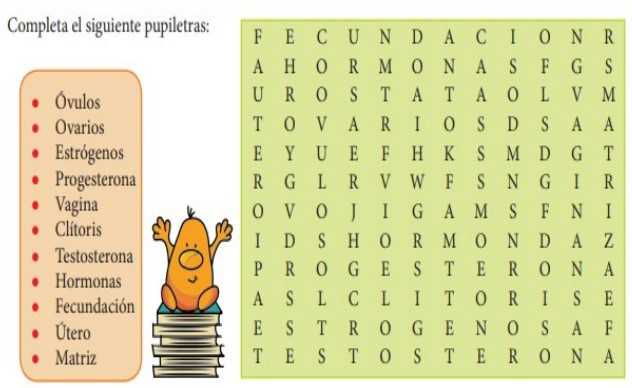 Completa el siguiente pupiletras:
Óvulos
Ovarios
Estrógenos
Progesterona
Vagina
Clítoris
Testosterona
Hormonas
Fecundación
Útero
Matriz
F E C U N D A C I O N R
A H O R M O N A S F G S
U R O S T A T A O L V M
T O V A R I O S D S A A
E Y U E F H K S M D G T
R G L R V W F S N G I R
O V O J I G A M S F N I
I D S H O R M O N D A Z
P R O G E S T E R O N A
A S L C L I T O R I S E
E S T R O G E N O S A F
T E S T O S T E R O N A